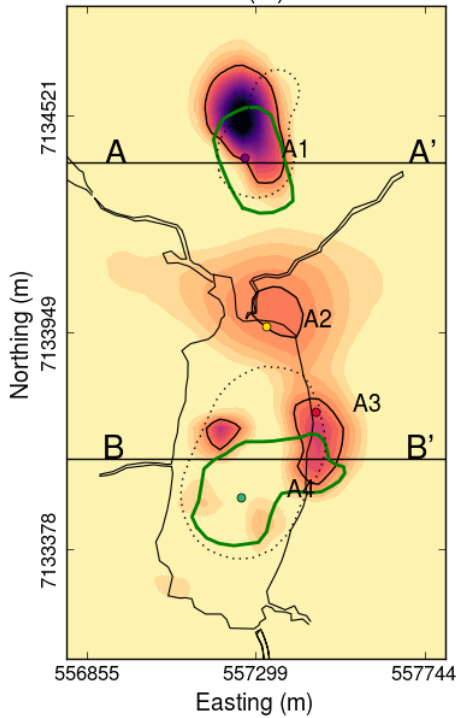 7134521
A
A1
A'
Northing (m)
7133949
A2
A3
B
B'
A4
7133378
556855
557299
557744
Easting (m)